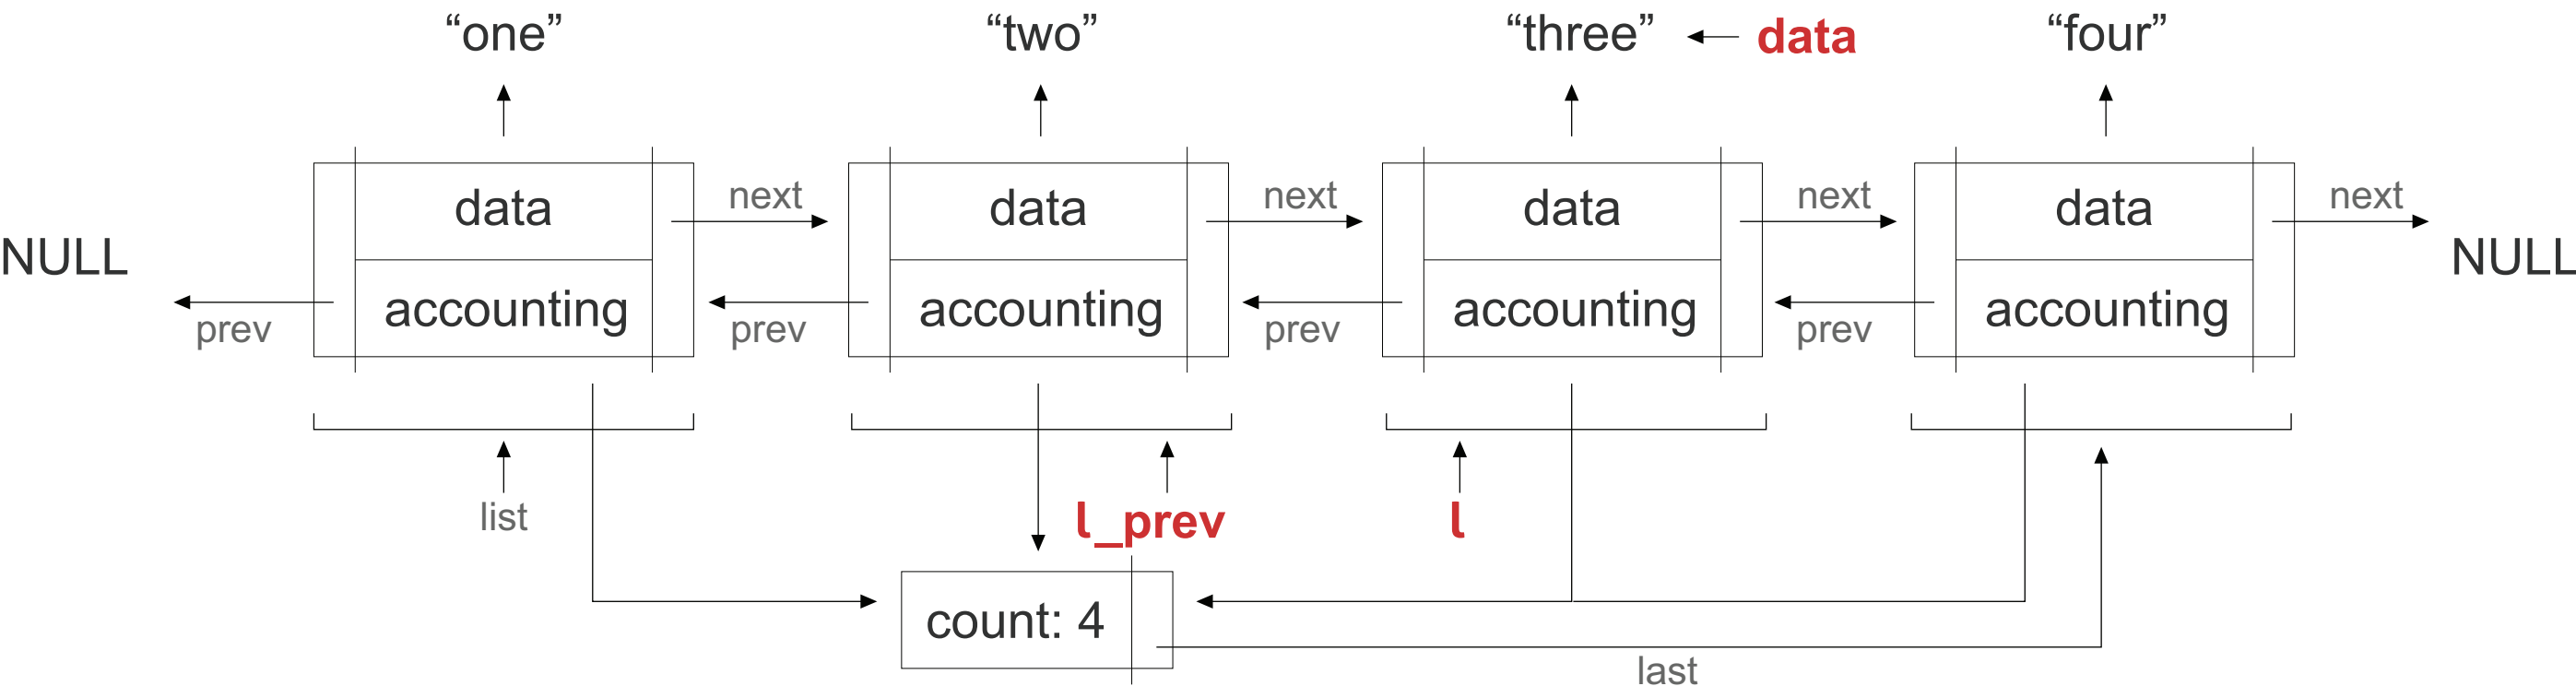 “one” “two” “three” data “four”
data next data next data next data next
NULL NULL
prev accounting prev accounting prev accounting prev accounting
list l_prev l
count: 4
last